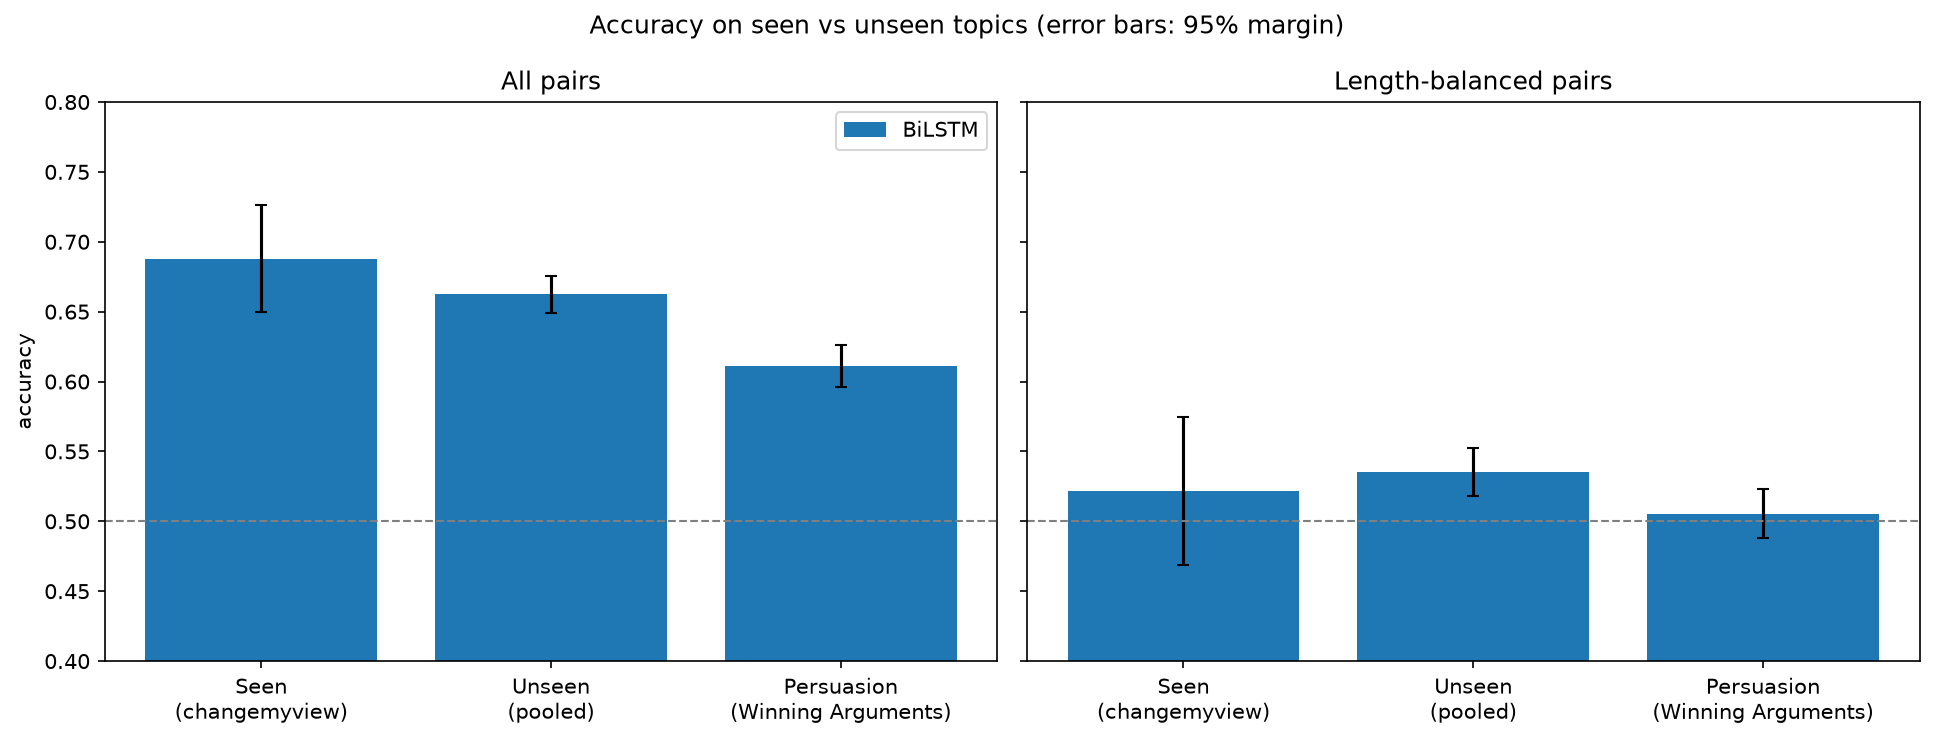 Accuracy on seen vs unseen topics (error bars: 95% margin)
All pairs
Length-balanced pairs
BiLSTM
accuracy
0.80
0.75
0.70
0.65
0.60
0.55
0.50
0.45
0.40
Seen
(changemyview)
Unseen
(pooled)
Persuasion
(Winning Arguments)
Seen
(changemyview)
Unseen
(pooled)
Persuasion
(Winning Arguments)